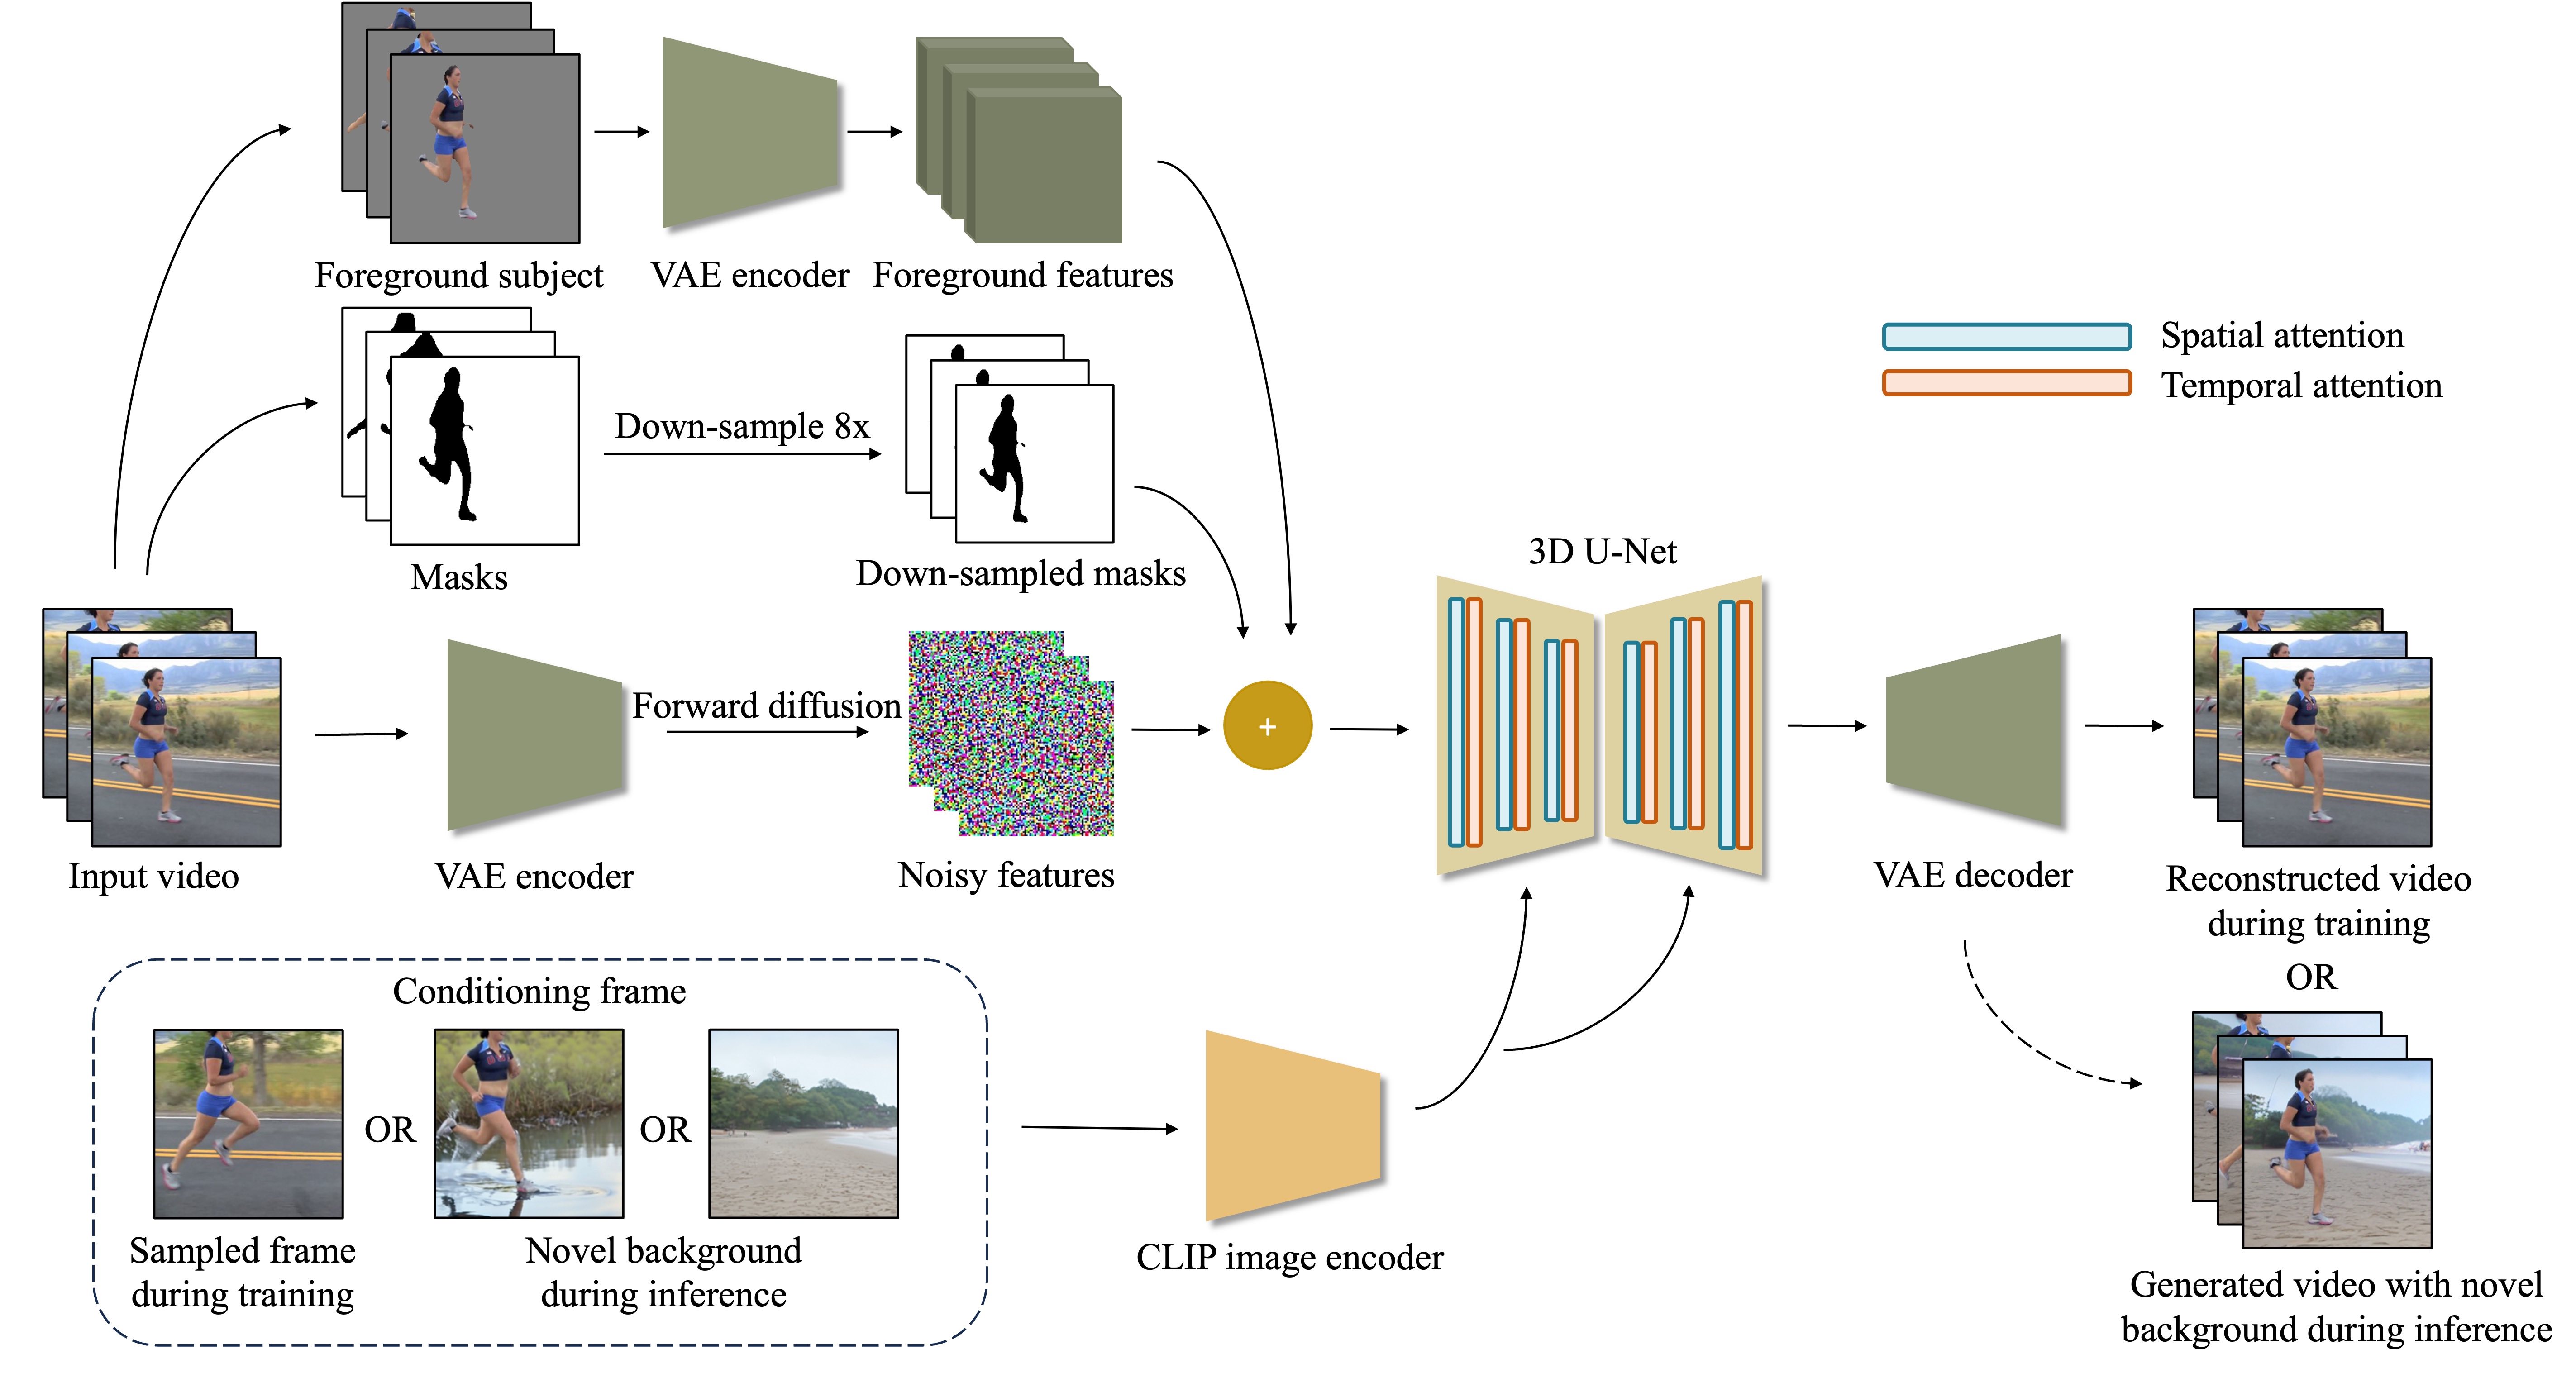 Foreground subject
VAE encoder
Foreground features
Masks
Down-sample 8x
Down-sampled masks
Spatial attention
Temporal attention
3D U-Net
Input video
VAE encoder
Forward diffusion
Noisy features
+
VAE decoder
Reconstructed video
during training
OR
Generated video with novel
background during inference
Conditioning frame
OR
OR
Sampled frame
during training
Novel background
during inference
CLIP image encoder